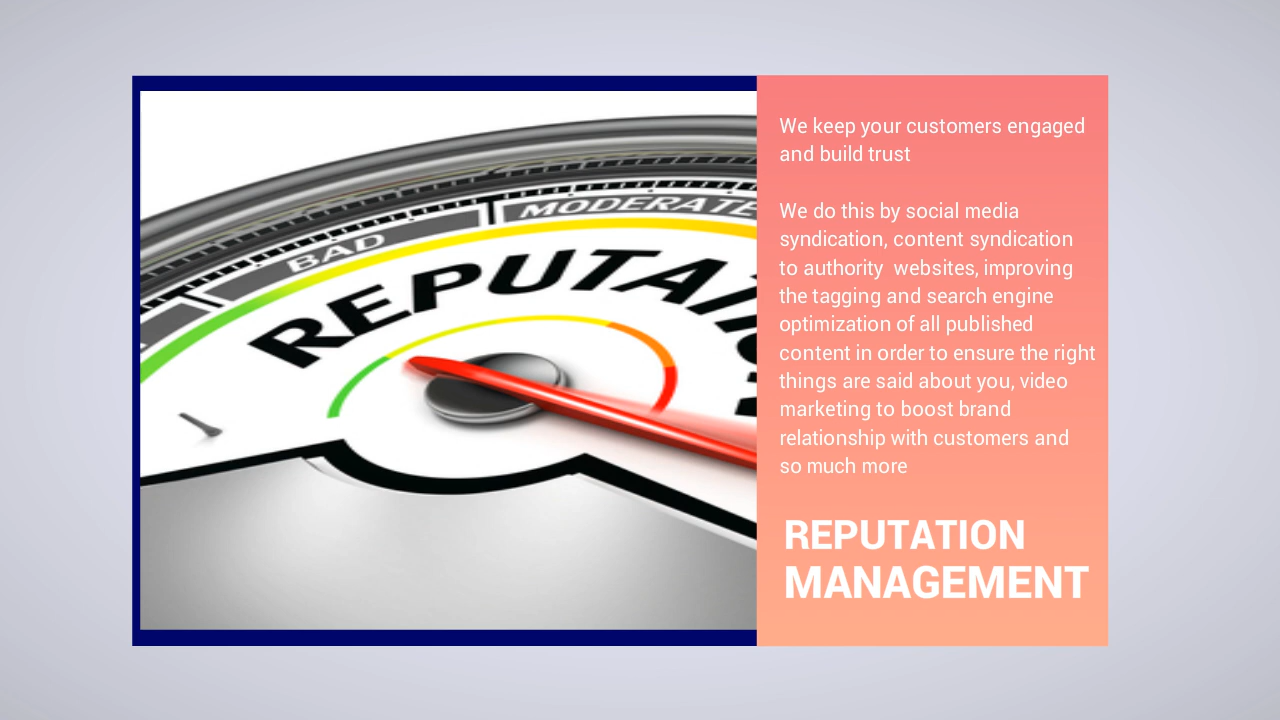 BAD
MODERATE
REPUTATIO
We keep your customers engaged
and build trust
We do this by social media
syndication, content syndication
to authority  websites, improving
the tagging and search engine
optimization of all published
content in order to ensure the right
things are said about you, video
marketing to boost brand
relationship with customers and
so much more
REPUTATION
MANAGEMENT